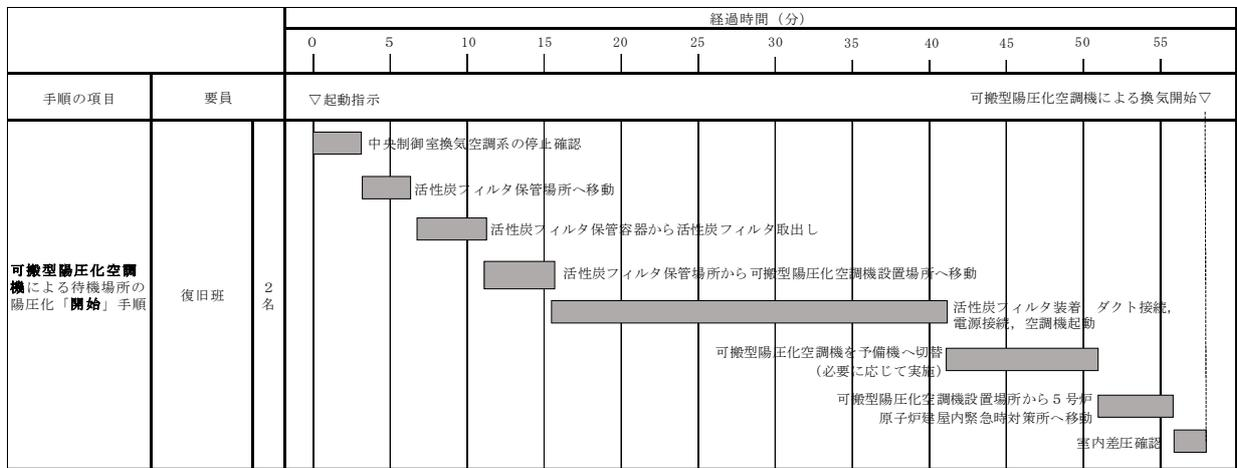 経過時間（分）
0 5 10 15 20 25 30 35 40 45 50 55
手順の項目 要員 ▽起動指示 可搬型陽圧化空調機による換気開始▽
中央制御室換気空調系の停止確認
活性炭フィルタ保管場所へ移動
活性炭フィルタ保管容器から活性炭フィルタ取出し
活性炭フィルタ保管場所から可搬型陽圧化空調機設置場所へ移動
可搬型陽圧化空調
機による待機場所の
陽圧化「開始」手順
復旧班
2
名
活性炭フィルタ装着 ダクト接続，
電源接続，空調機起動
可搬型陽圧化空調機を予備機へ切替
（必要に応じて実施）
可搬型陽圧化空調機設置場所から５号炉
原子炉建屋内緊急時対策所へ移動
室内差圧確認